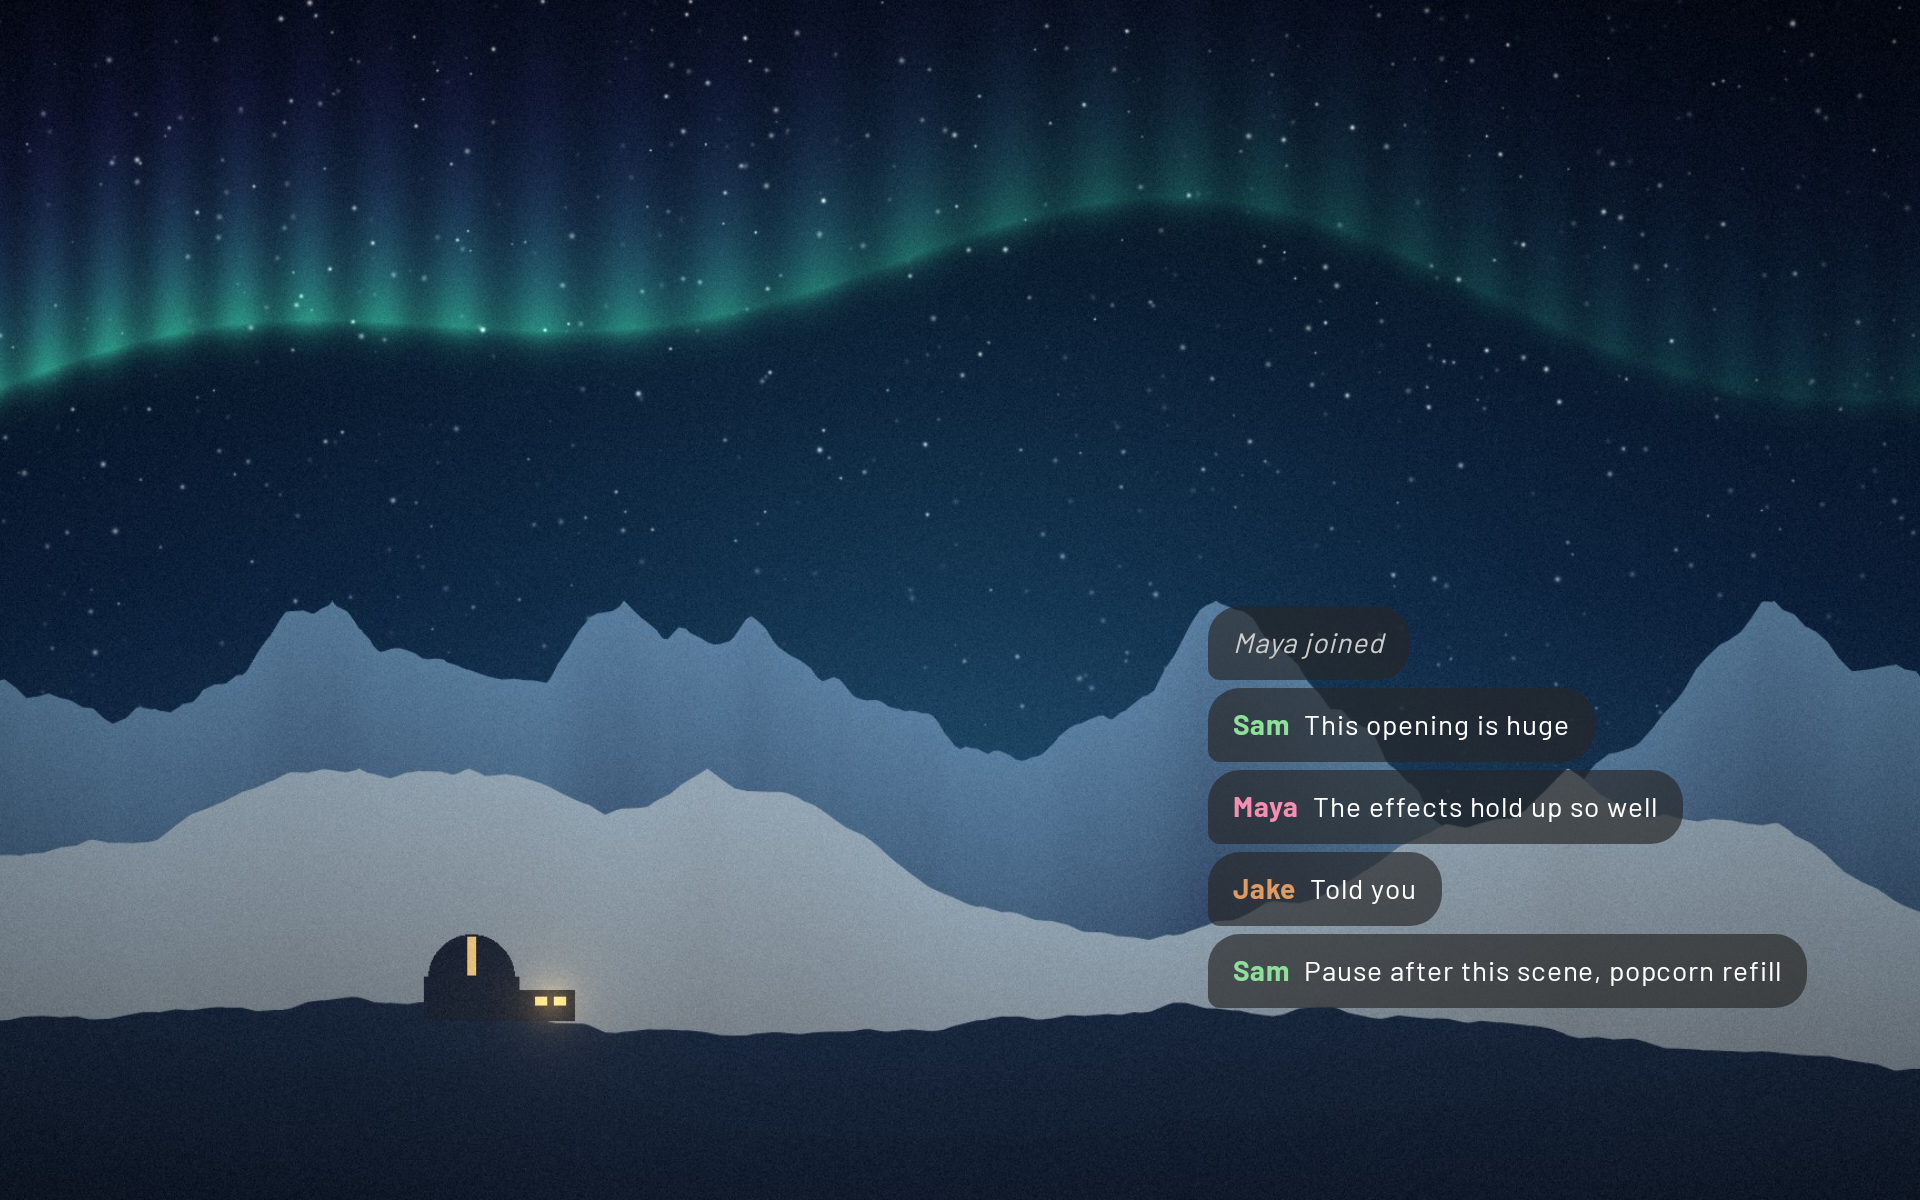 Maya joined
Sam This opening is huge
Maya The effects hold up so well
Jake Told you
Sam Pause after this scene, popcorn refill